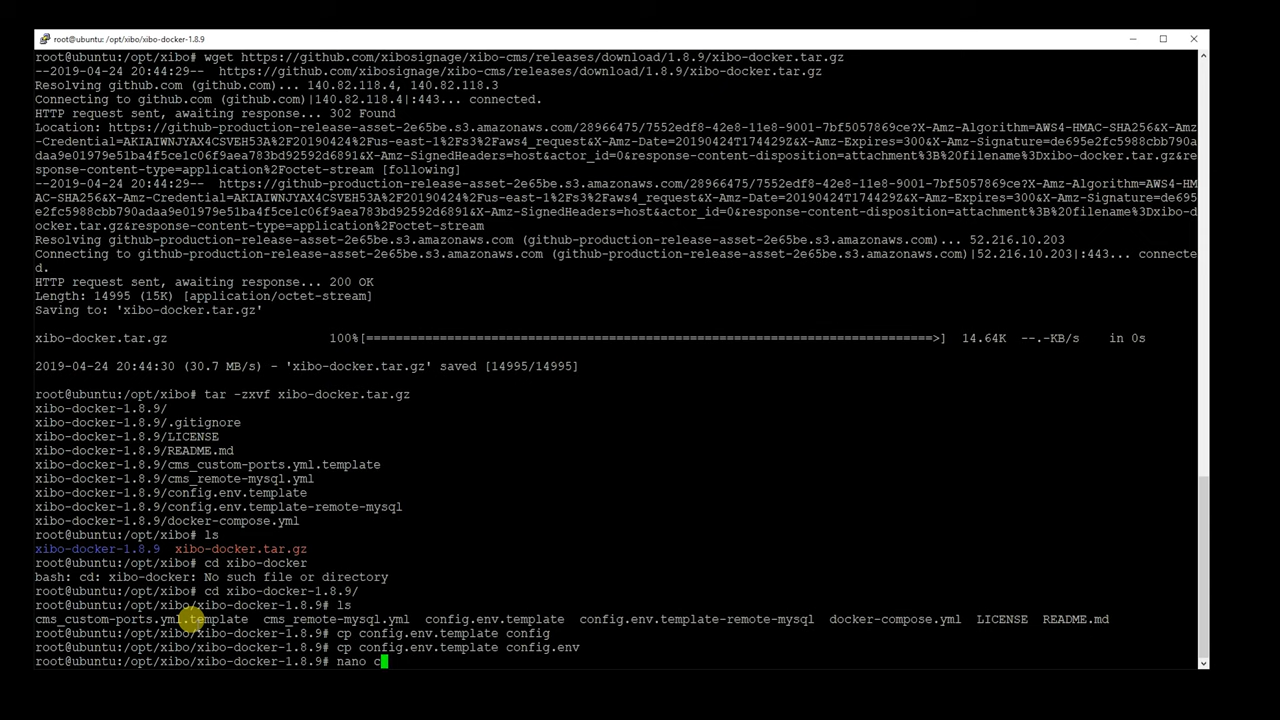 root@ubuntu: /opt/xibo/xibo-docker-1.8.9
root@ubuntu:/opt/xibo# wget https://github.com/xibosignage/xibo-cms/releases/download/1.8.9/xibo-docker.tar.gz
--2019-04-24 20:44:29--  https://github.com/xibosignage/xibo-cms/releases/download/1.8.9/xibo-docker.tar.gz
Resolving github.com (github.com)... 140.82.118.4, 140.82.118.3
Connecting to github.com (github.com)|140.82.118.4|:443... connected.
HTTP request sent, awaiting response... 302 Found
Location: https://github-production-release-asset-2e65be.s3.amazonaws.com/28966475/7552edf8-42e8-11e8-9001-7bf5057869ce?X-Amz-Algorithm=AWS4-HMAC-SHA256&X-Amz
-Credential=AKIAIWNJYAX4CSVEH53A%2F20190424%2Fus-east-1%2Fs3%2Faws4_request&X-Amz-Date=20190424T174429Z&X-Amz-Expires=300&X-Amz-Signature=de695e2fc5988cbb790a
daa9e01979e51ba4f5ce1c06f9aea783bd92d6891&X-Amz-SignedHeaders=host&actor_id=0&response-content-disposition=attachment%3B%20filename%3Dxibo-docker.tar.gz&re
sponse-content-type=application%2Foctet-stream [following]
--2019-04-24 20:44:29--  https://github-production-release-asset-2e65be.s3.amazonaws.com/28966475/7552edf8-42e8-11e8-9001-7bf5057869ce?X-Amz-Algorithm=AWS4-HM
AC-SHA256&X-Amz-Credential=AKIAIWNJYAX4CSVEH53A%2F20190424%2Fus-east-1%2Fs3%2Faws4_request&X-Amz-Date=20190424T174429Z&X-Amz-Expires=300&X-Amz-Signature=de695
e2fc5988cbb790adaa9e01979e51ba4f5ce1c06f9aea783bd92d6891&X-Amz-SignedHeaders=host&actor_id=0&response-content-disposition=attachment%3B%20filename%3Dxibo-d
ocker.tar.gz&response-content-type=application%2Foctet-stream
Resolving github-production-release-asset-2e65be.s3.amazonaws.com (github-production-release-asset-2e65be.s3.amazonaws.com)... 52.216.10.203
Connecting to github-production-release-asset-2e65be.s3.amazonaws.com (github-production-release-asset-2e65be.s3.amazonaws.com)|52.216.10.203|:443... connecte
d.
HTTP request sent, awaiting response... 200 OK
Length: 14995 (15K) [application/octet-stream]
Saving to: 'xibo-docker.tar.gz'
xibo-docker.tar.gz 100%[=============================================================================>] 14.64K --.-KB/s in 0s
2019-04-24 20:44:30 (30.7 MB/s) - 'xibo-docker.tar.gz' saved [14995/14995]
root@ubuntu:/opt/xibo# tar -zxvf xibo-docker.tar.gz
xibo-docker-1.8.9/
xibo-docker-1.8.9/.gitignore
xibo-docker-1.8.9/LICENSE
xibo-docker-1.8.9/README.md
xibo-docker-1.8.9/cms_custom-ports.yml.template
xibo-docker-1.8.9/cms_remote-mysql.yml
xibo-docker-1.8.9/config.env.template
xibo-docker-1.8.9/config.env.template-remote-mysql
xibo-docker-1.8.9/docker-compose.yml
root@ubuntu:/opt/xibo# ls
xibo-docker-1.8.9  xibo-docker.tar.gz
root@ubuntu:/opt/xibo# cd xibo-docker
bash: cd: xibo-docker: No such file or directory
root@ubuntu:/opt/xibo# cd xibo-docker-1.8.9/
root@ubuntu:/opt/xibo/xibo-docker-1.8.9# ls
cms_custom-ports.yml.template  cms_remote-mysql.yml  config.env.template  config.env.template-remote-mysql  docker-compose.yml  LICENSE  README.md
root@ubuntu:/opt/xibo/xibo-docker-1.8.9# cp config.env.template config
root@ubuntu:/opt/xibo/xibo-docker-1.8.9# cp config.env.template config.env
root@ubuntu:/opt/xibo/xibo-docker-1.8.9# nano c